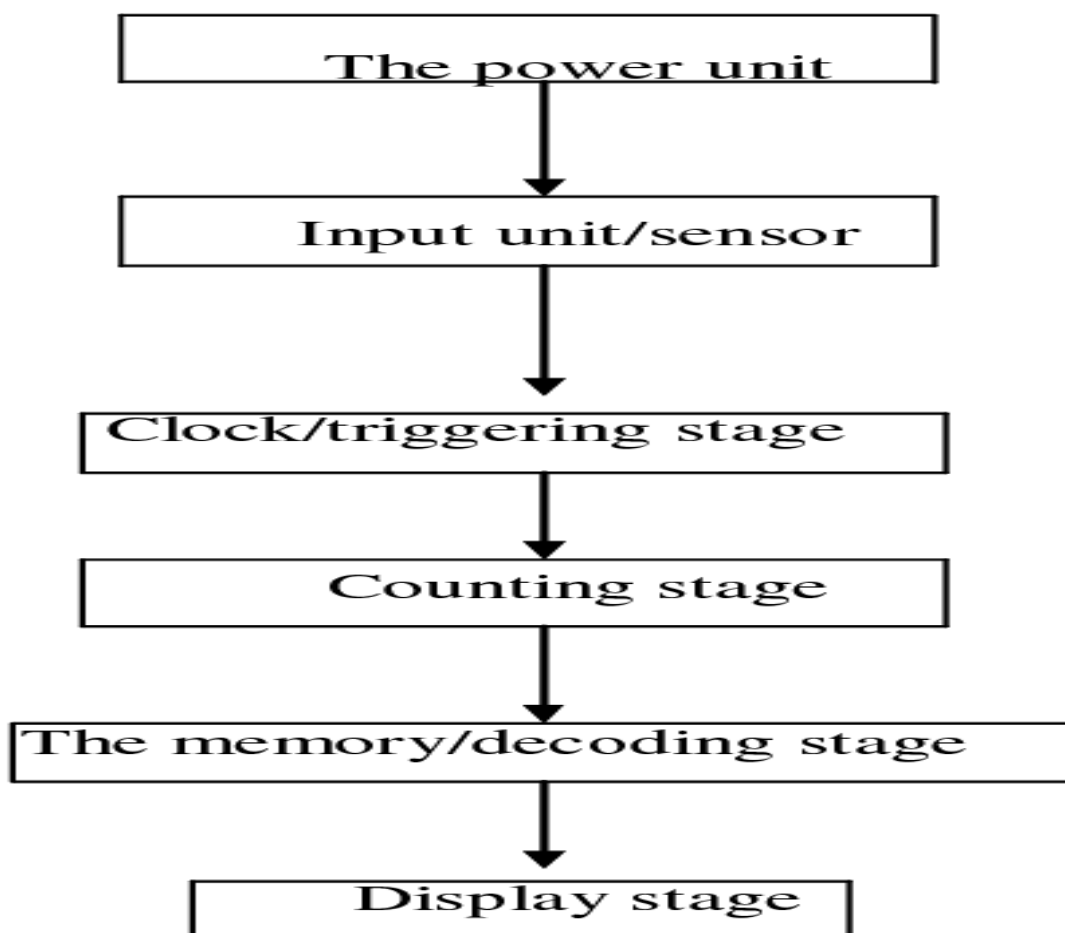 The power unit
Input unit/sensor
Clock/triggering stage
Counting stage
The memory/decoding stage
Display stage